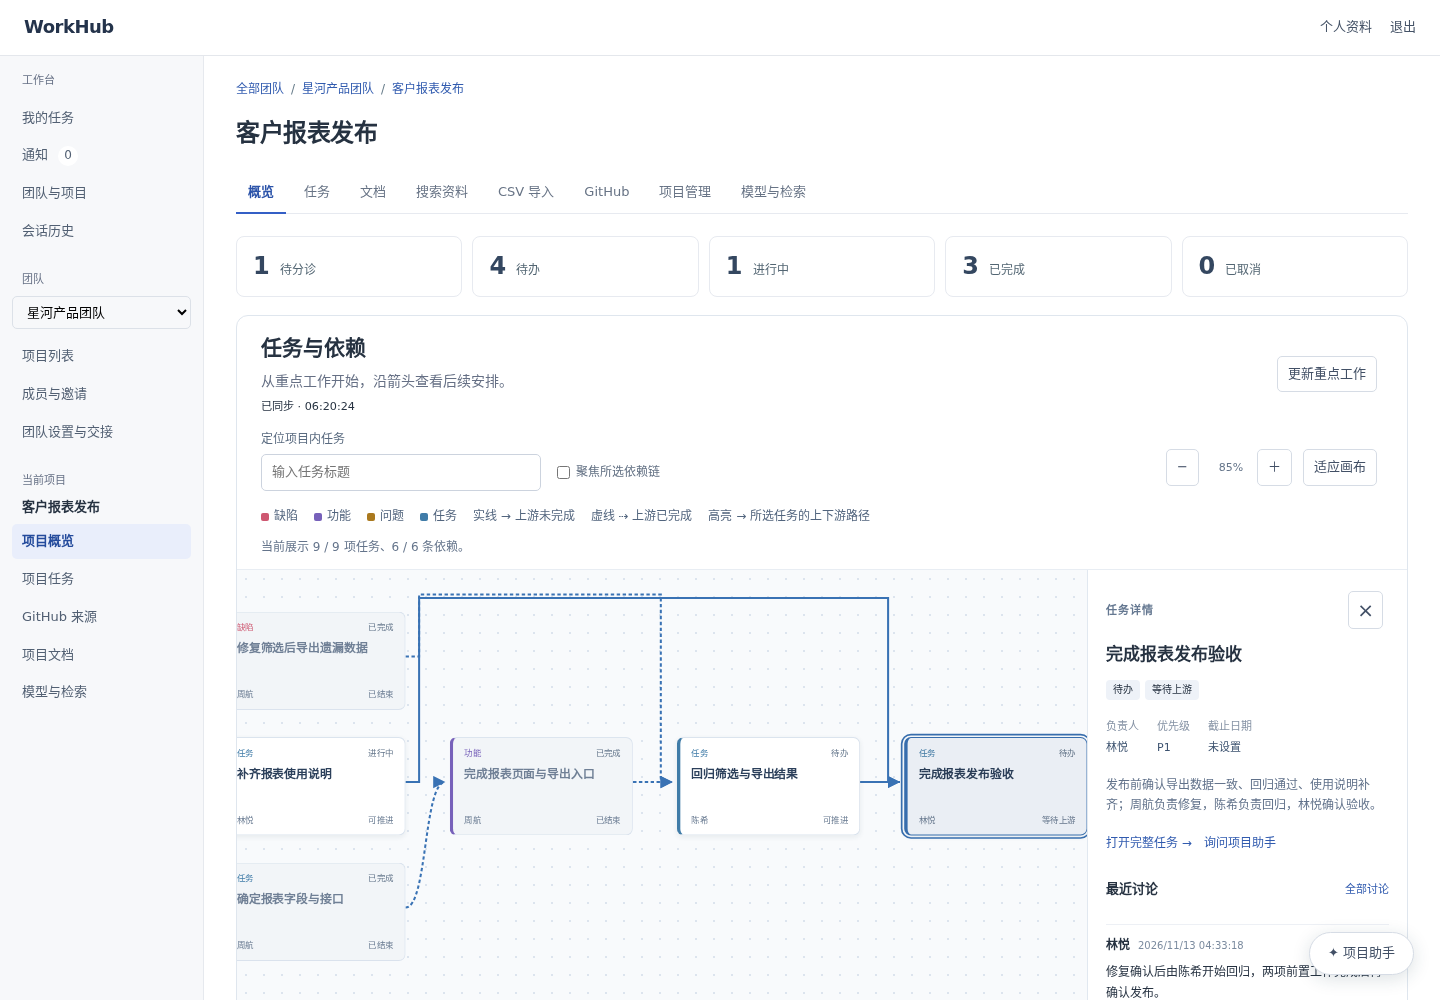 WorkHub
个人资料 退出
工作台
我的任务
通知 0
团队与项目
会话历史
团队
星河产品团队
项目列表
成员与邀请
团队设置与交接
当前项目
客户报表发布
项目概览
项目任务
GitHub 来源
项目文档
模型与检索
全部团队 / 星河产品团队 / 客户报表发布
客户报表发布
概览 任务 文档 搜索资料 CSV 导入 GitHub 项目管理 模型与检索
1 待分诊 4 待办 1 进行中 3 已完成 0 已取消
任务与依赖
从重点工作开始，沿箭头查看后续安排。
已同步 · 06:20:24
更新重点工作
定位项目内任务
输入任务标题
聚焦所选依赖链
− 85% + 适应画布
缺陷 功能 问题 任务 实线 → 上游未完成 虚线 ⇢ 上游已完成 高亮 → 所选任务的上下游路径
当前展示 9 / 9 项任务、6 / 6 条依赖。
缺陷 已完成
修复筛选后导出遗漏数据
周航 已结束
任务 进行中
补齐报表使用说明
林悦 可推进
功能 已完成
完成报表页面与导出入口
周航 已结束
任务 待办
回归筛选与导出结果
陈希 可推进
任务 待办
完成报表发布验收
林悦 等待上游
任务 已完成
确定报表字段与接口
周航 已结束
任务详情 ×
完成报表发布验收
待办 等待上游
负责人 优先级 截止日期
林悦 P1 未设置
发布前确认导出数据一致、回归通过、使用说明补
齐；周航负责修复，陈希负责回归，林悦确认验收。
打开完整任务 → 询问项目助手
最近讨论 全部讨论
林悦 2026/11/13 04:33:18
修复确认后由陈希开始回归，两项前置工
确认发布。
✦ 项目助手